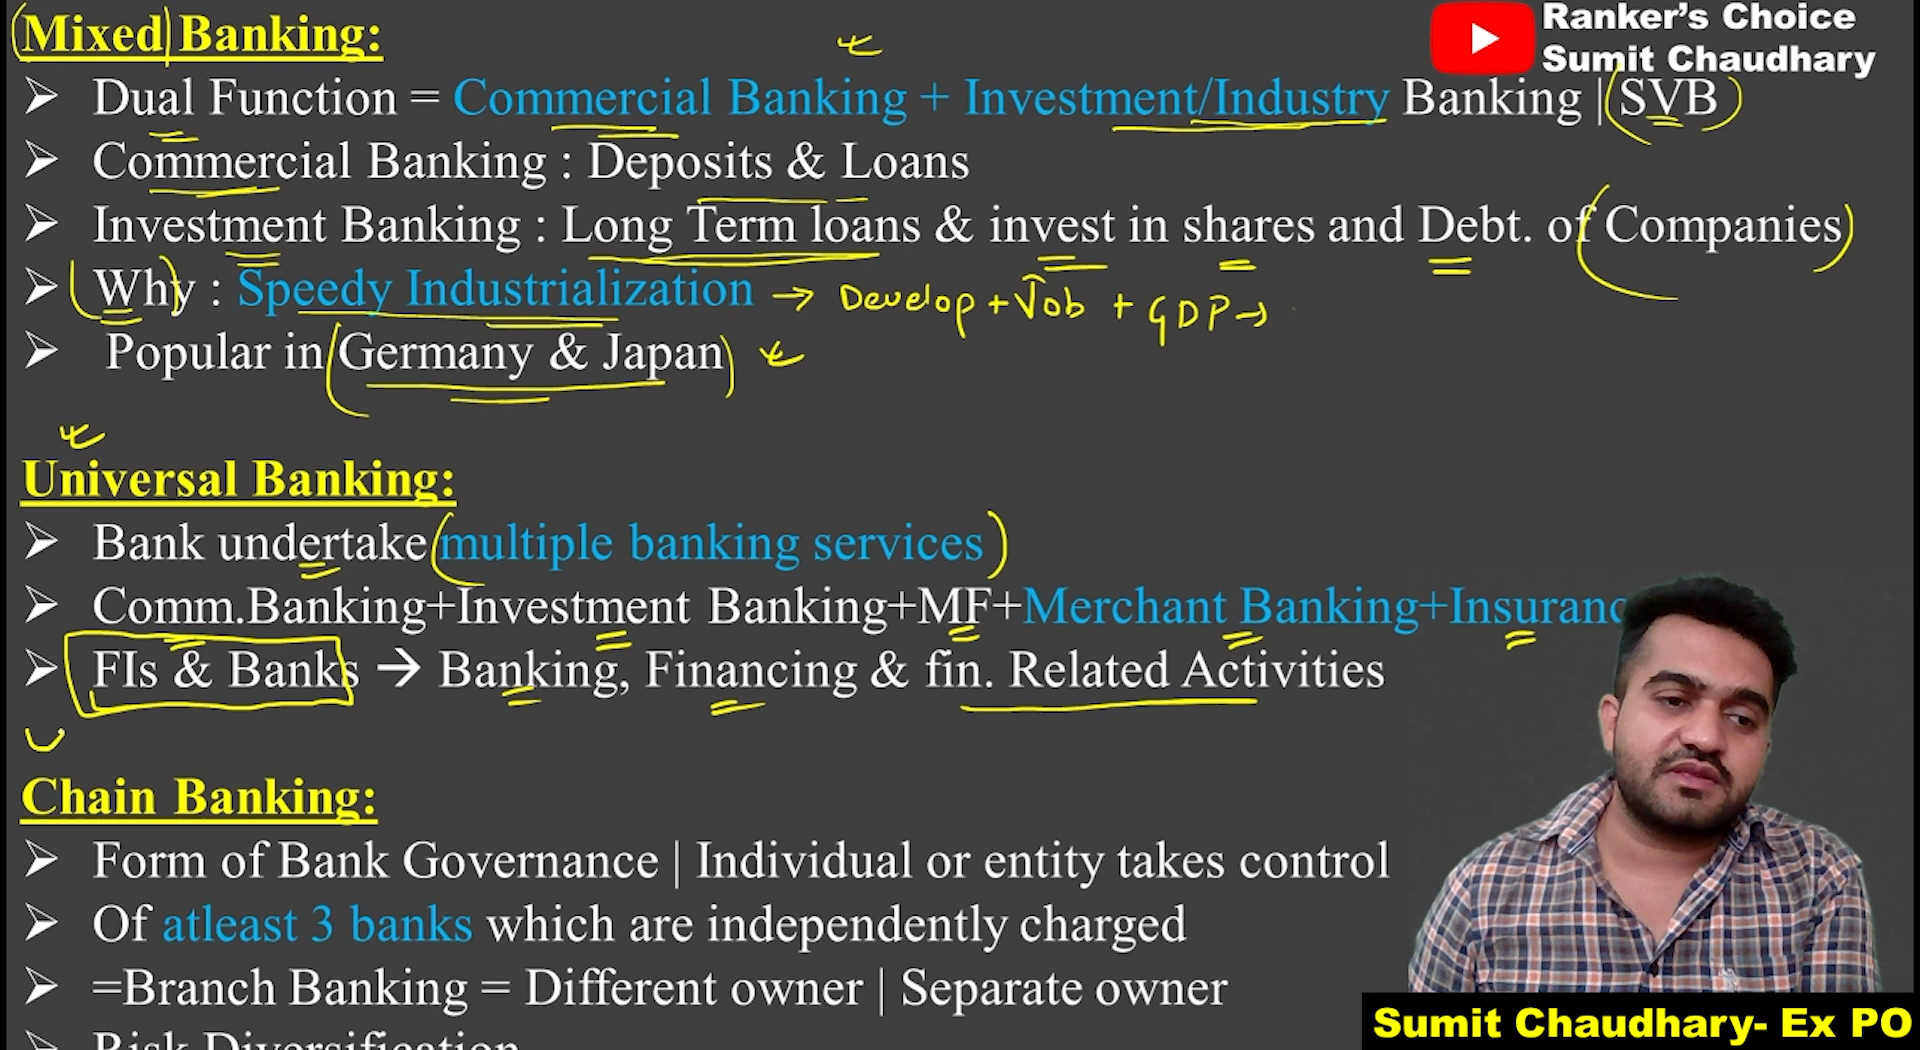 Mixed Banking:
Ranker's Choice
Sumit Chaudhary
Dual Function = Commercial Banking + Investment/Industry Banking | SVB
Commercial Banking : Deposits & Loans
Investment Banking : Long Term loans & invest in shares and Debt. of Companies
Why : Speedy Industrialization → Develop + Job + GDP →
Popular in Germany & Japan
Universal Banking:
Bank undertake multiple banking services
Comm.Banking+Investment Banking+MF+Merchant Banking+Insuranc
FIs & Banks → Banking, Financing & fin. Related Activities
Chain Banking:
Form of Bank Governance | Individual or entity takes control
Of atleast 3 banks which are independently charged
=Branch Banking = Different owner | Separate owner
Risk Diversification
Sumit Chaudhary- Ex PO